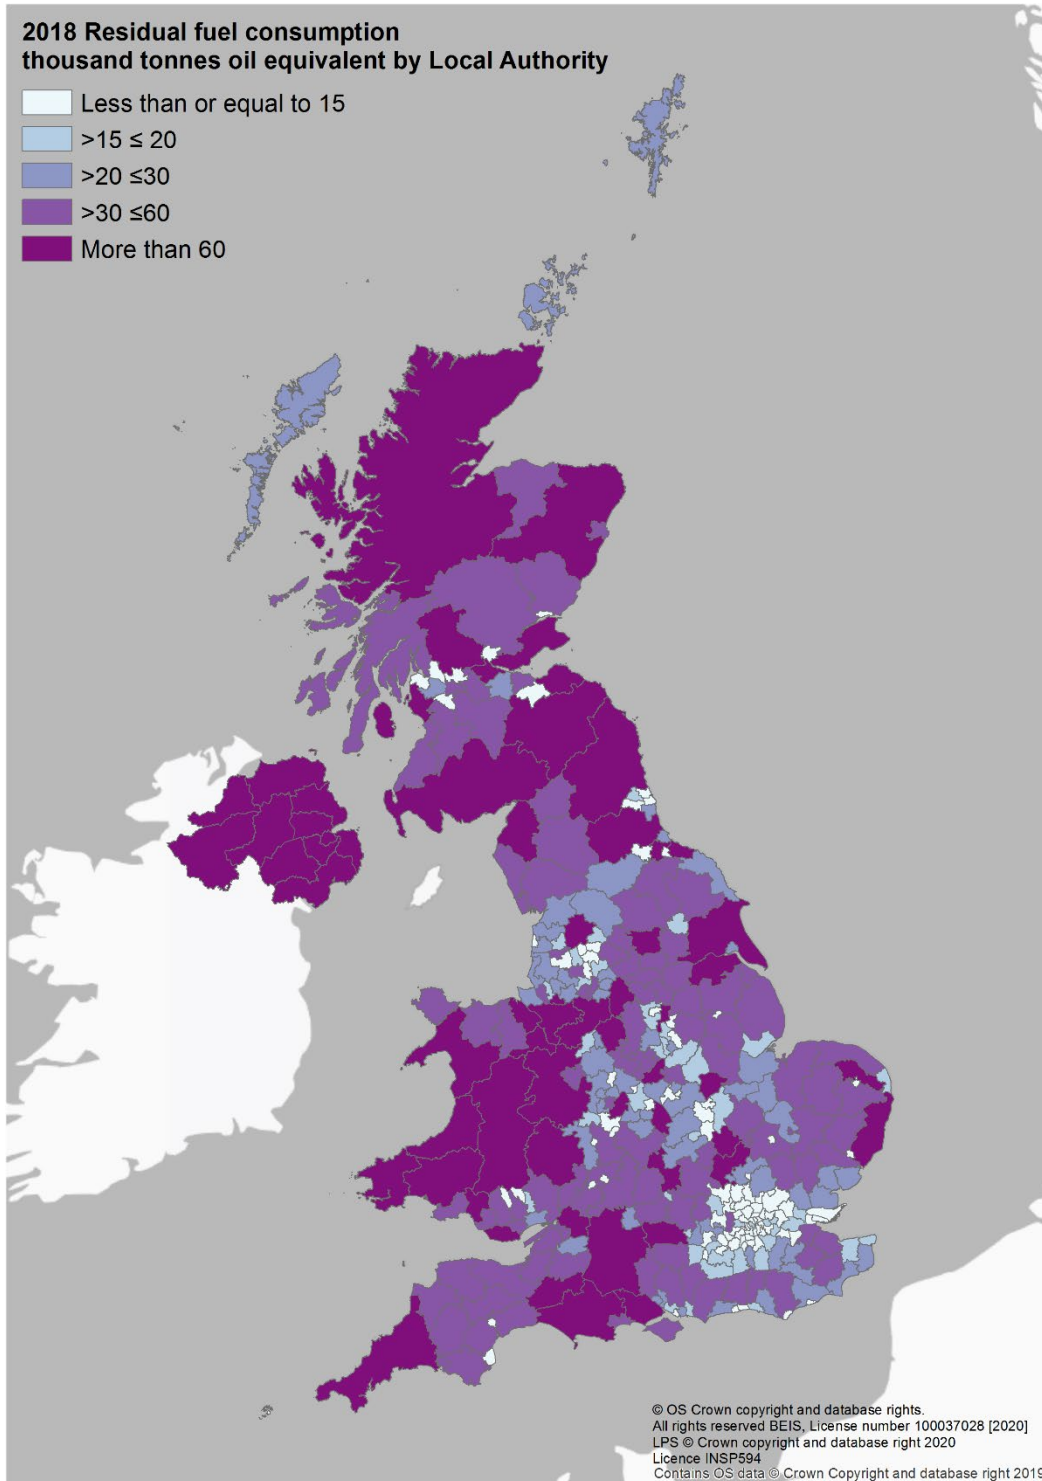 2018 Residual fuel consumption
thousand tonnes oil equivalent by Local Authority
Less than or equal to 15
>15 ≤ 20
>20 ≤30
>30 ≤60
More than 60
© OS Crown copyright and database rights.
All rights reserved BEIS, License number 100037028 [2020]
LPS © Crown copyright and database right 2020
Licence INSP594
Contains OS data © Crown Copyright and database right 2019